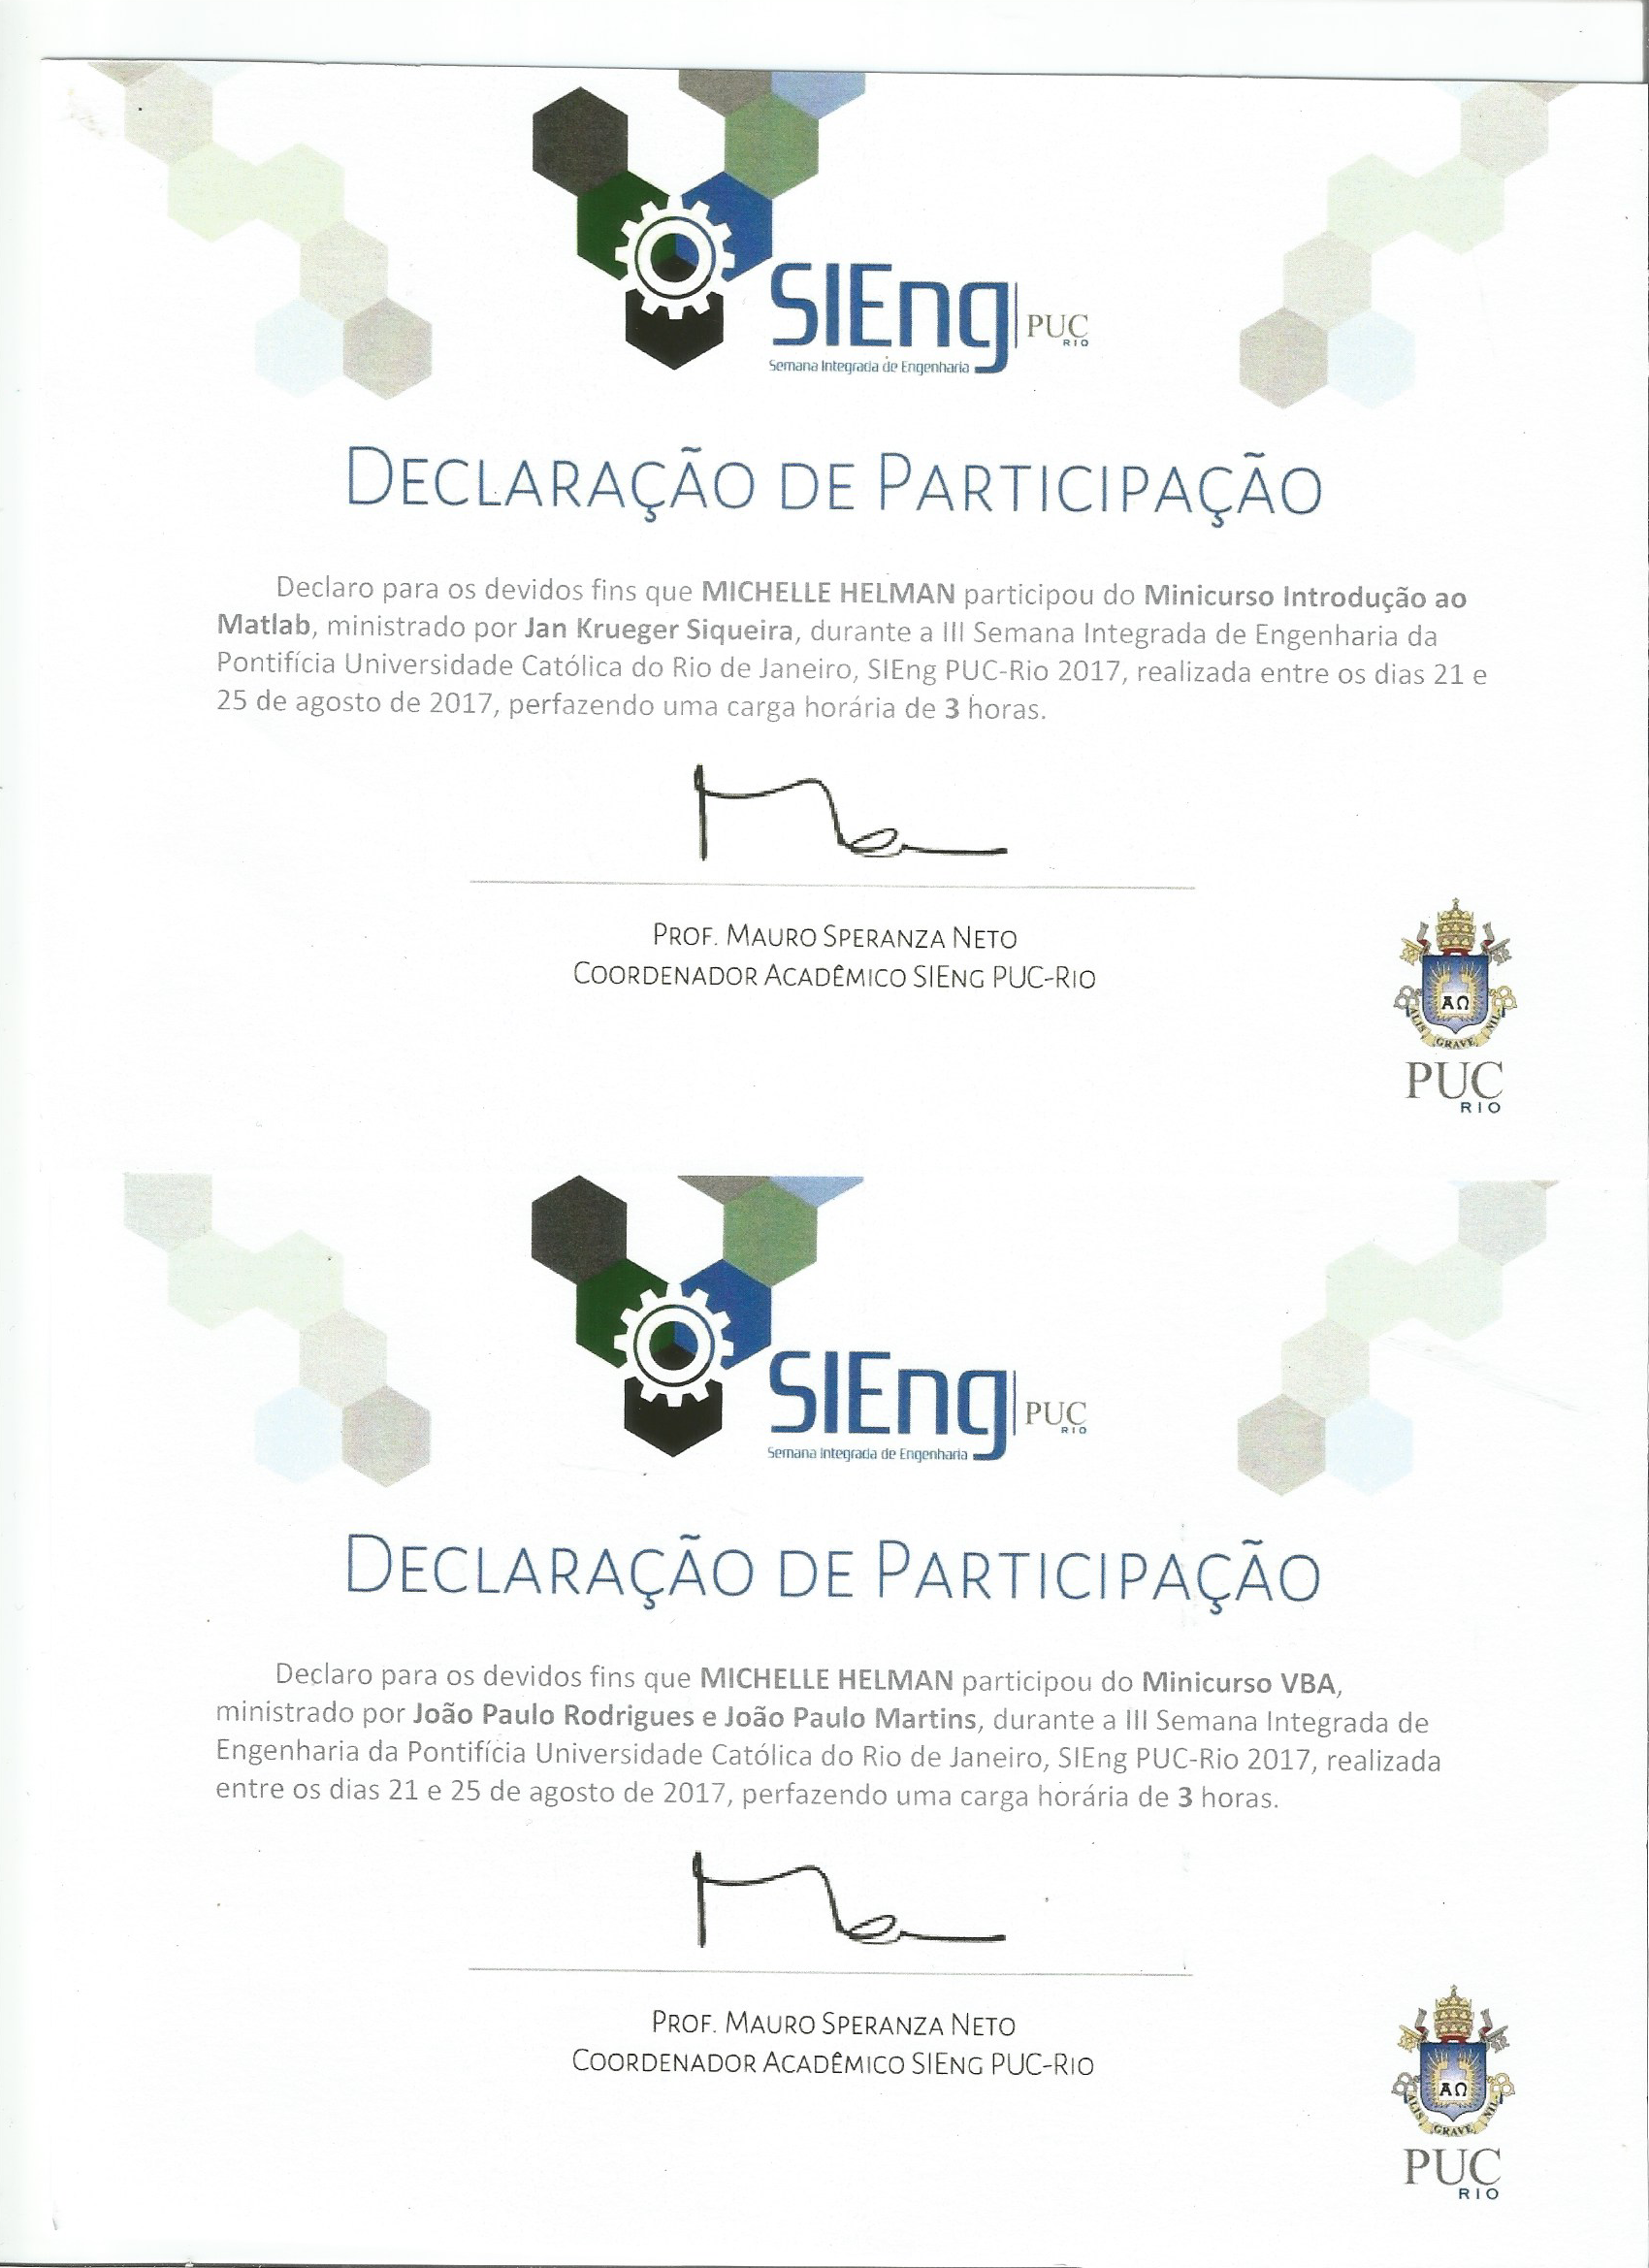 SIEng PUC
RIO
Semana Integrada de Engenharia
DECLARAÇÃO DE PARTICIPAÇÃO
Declaro para os devidos fins que MICHELLE HELMAN participou do Minicurso Introdução ao
Matlab, ministrado por Jan Krueger Siqueira, durante a III Semana Integrada de Engenharia da
Pontifícia Universidade Católica do Rio de Janeiro, SIEng PUC-Rio 2017, realizada entre os dias 21 e
25 de agosto de 2017, perfazendo uma carga horária de 3 horas.
PROF. MAURO SPERANZA NETO
COORDENADOR ACADÊMICO SIENG PUC-RIO
ΑΩ
ALIS GRAVE NIL
PUC
RIO
SIEng PUC
RIO
Semana Integrada de Engenharia
DECLARAÇÃO DE PARTICIPAÇÃO
Declaro para os devidos fins que MICHELLE HELMAN participou do Minicurso VBA,
ministrado por João Paulo Rodrigues e João Paulo Martins, durante a III Semana Integrada de
Engenharia da Pontifícia Universidade Católica do Rio de Janeiro, SIEng PUC-Rio 2017, realizada
entre os dias 21 e 25 de agosto de 2017, perfazendo uma carga horária de 3 horas.
PROF. MAURO SPERANZA NETO
COORDENADOR ACADÊMICO SIENG PUC-RIO
ΑΩ
ALIS GRAVE NIL
PUC
RIO